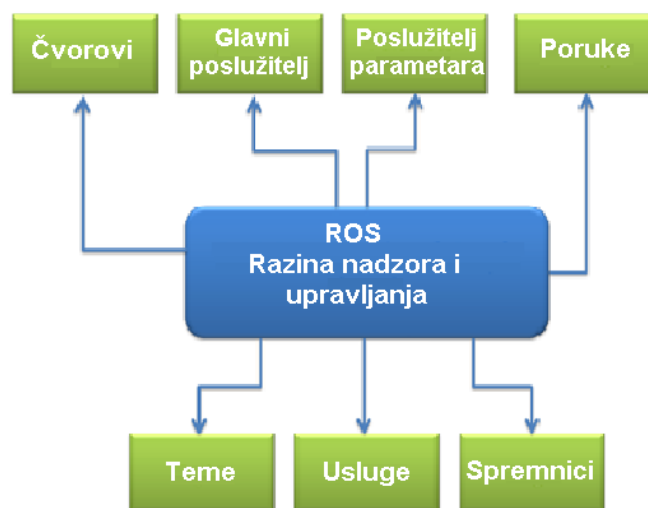 Čvorovi
Glavni
poslužitelj
Poslužitelj
parametara
Poruke
ROS
Razina nadzora i
upravljanja
Teme
Usluge
Spremnici